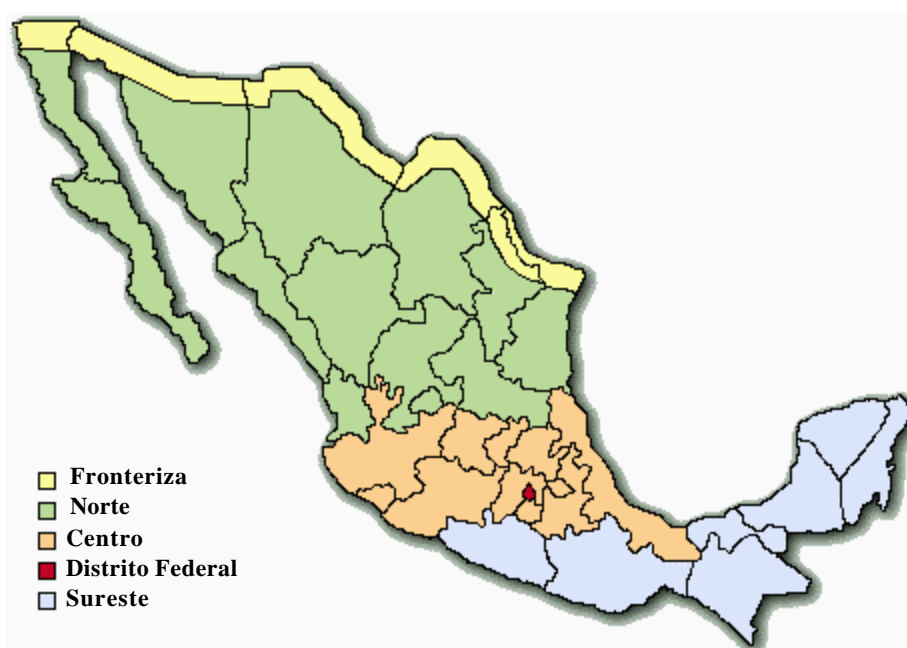 Fronteriza
Norte
Centro
Distrito Federal
Sureste